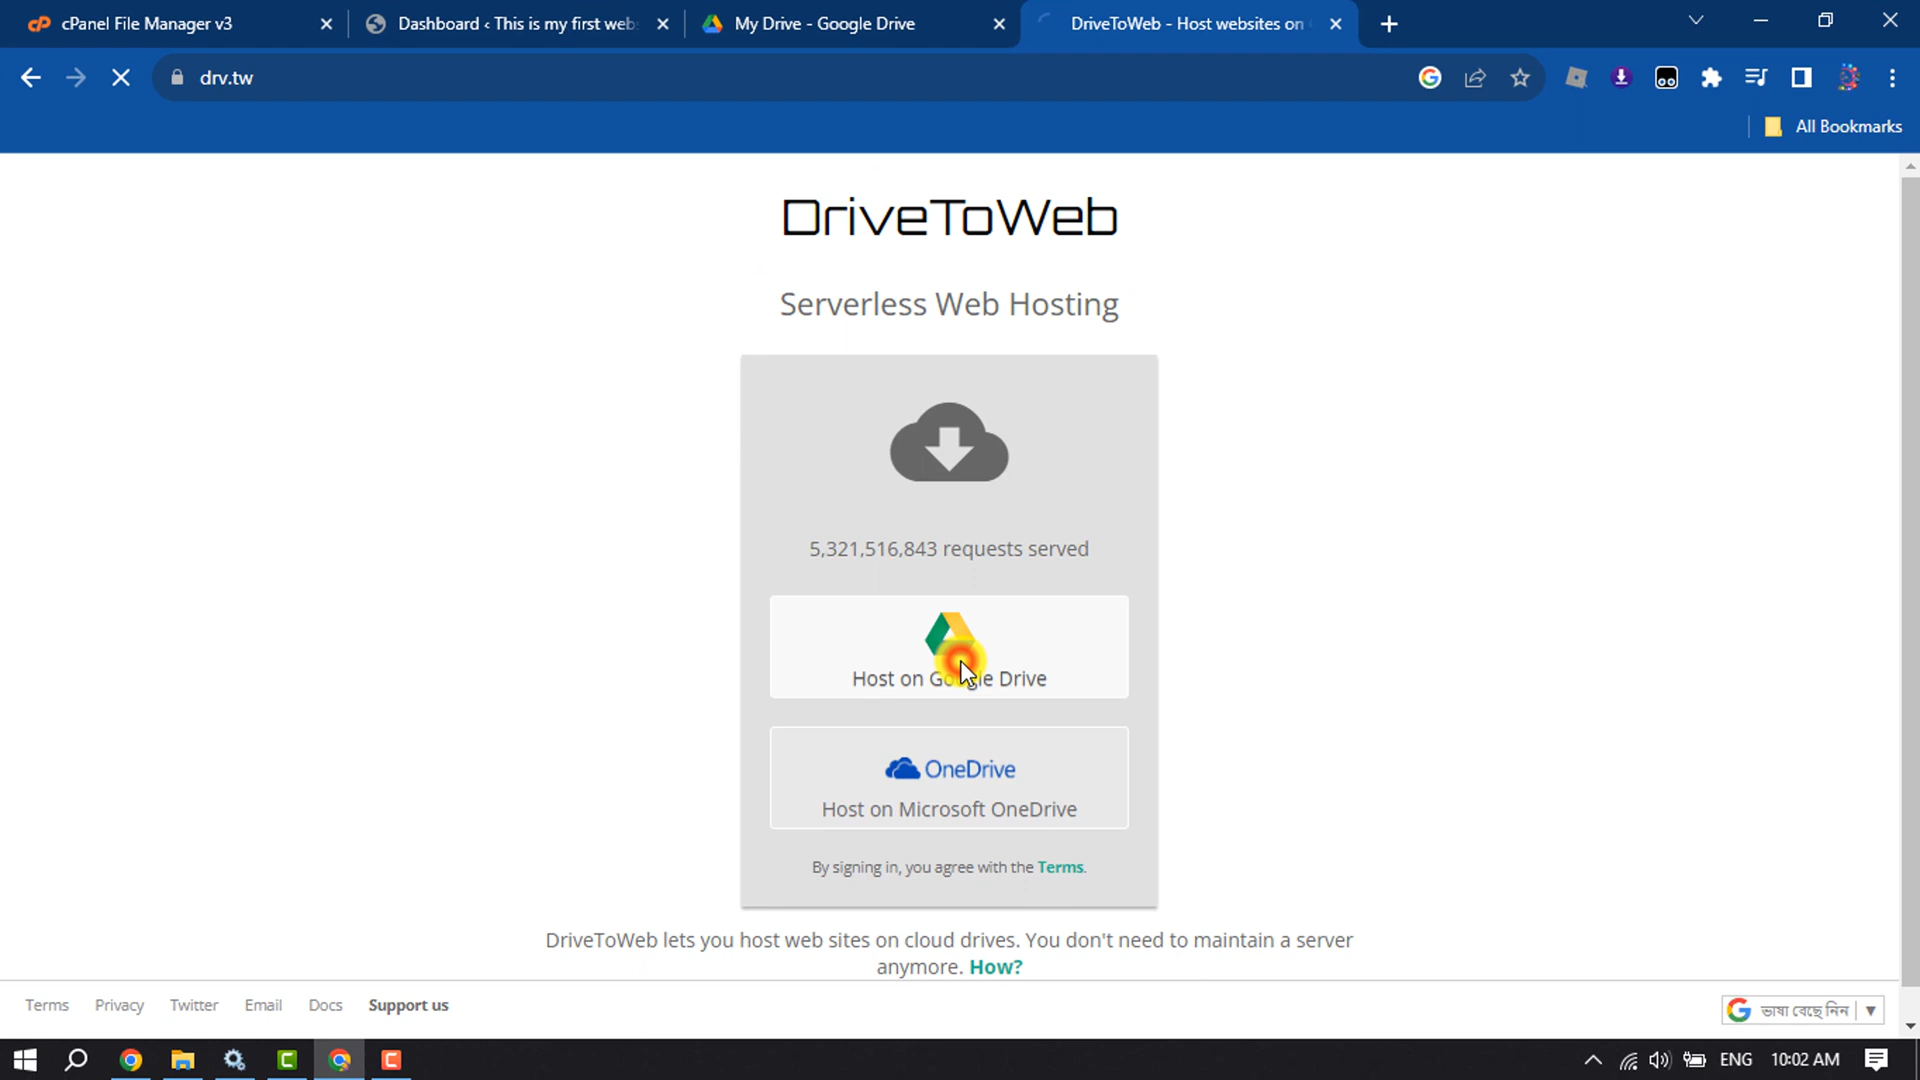 cPanel File Manager v3
Dashboard ‹ This is my first web
My Drive - Google Drive
DriveToWeb - Host websites on
drv.tw
All Bookmarks
DriveToWeb
Serverless Web Hosting
5,321,516,843 requests served
Host on Google Drive
OneDrive
Host on Microsoft OneDrive
By signing in, you agree with the Terms.
DriveToWeb lets you host web sites on cloud drives. You don't need to maintain a server
anymore. How?
Terms Privacy Twitter Email Docs Support us
ভাষা বেছে নিন
ENG 10:02 AM